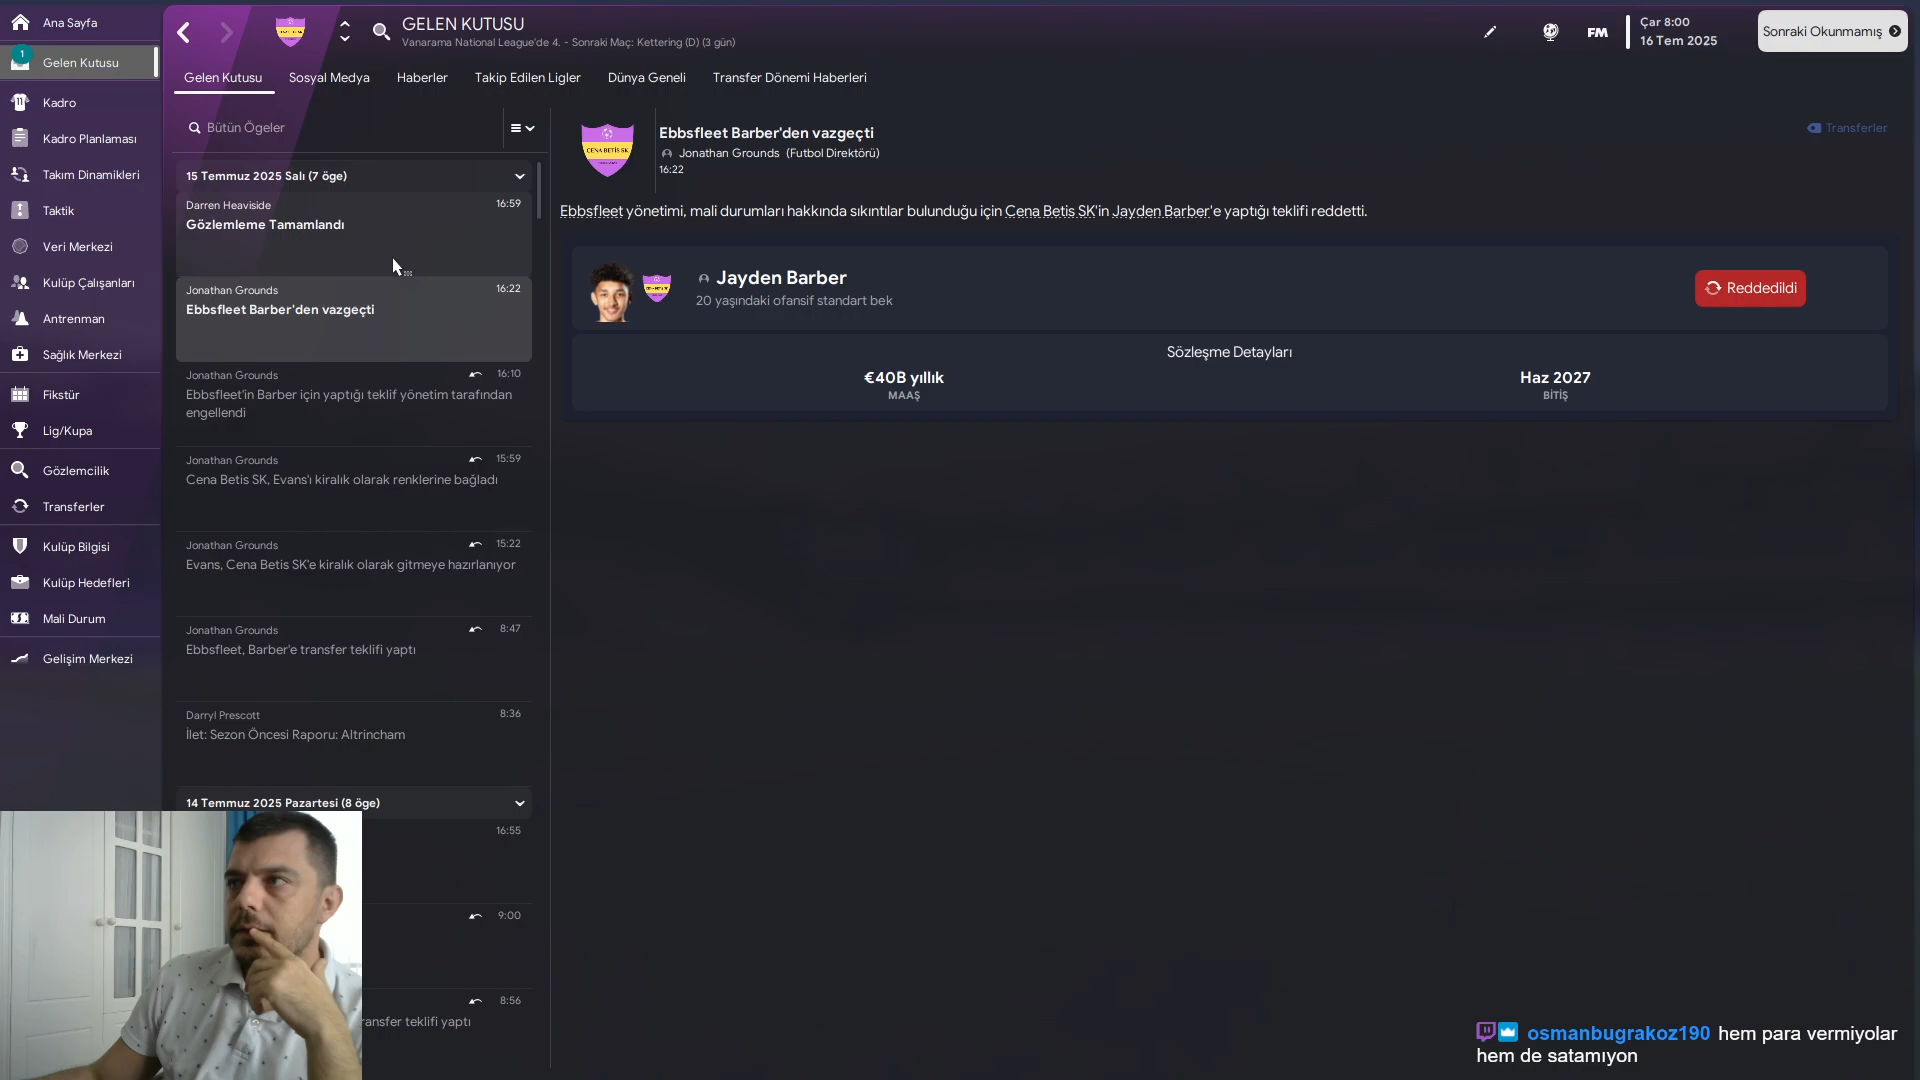 Ana Sayfa
1
Gelen Kutusu
Kadro
Kadro Planlaması
Takım Dinamikleri
Taktik
Veri Merkezi
Kulüp Çalışanları
Antrenman
Sağlık Merkezi
Fikstür
Lig/Kupa
Gözlemcilik
Transferler
Kulüp Bilgisi
Kulüp Hedefleri
Mali Durum
Gelişim Merkezi
GELEN KUTUSU
Vanarama National League'de 4. - Sonraki Maç: Kettering (D) (3 gün)
FM
Çar 8:00
16 Tem 2025
Sonraki Okunmamış
Gelen Kutusu Sosyal Medya Haberler Takip Edilen Ligler Dünya Geneli Transfer Dönemi Haberleri
Bütün Ögeler
15 Temmuz 2025 Salı (7 öge)
Darren Heaviside 16:59
Gözlemleme Tamamlandı
Jonathan Grounds 16:22
Ebbsfleet Barber'den vazgeçti
Jonathan Grounds 16:10
Ebbsfleet'in Barber için yaptığı teklif yönetim tarafından
engellendi
Jonathan Grounds 15:59
Cena Betis SK, Evans'ı kiralık olarak renklerine bağladı
Jonathan Grounds 15:22
Evans, Cena Betis SK'e kiralık olarak gitmeye hazırlanıyor
Jonathan Grounds 8:47
Ebbsfleet, Barber'e transfer teklifi yaptı
Darryl Prescott 8:36
İlet: Sezon Öncesi Raporu: Altrincham
14 Temmuz 2025 Pazartesi (8 öge)
16:55
9:00
8:56
ransfer teklifi yaptı
CENA BETİS SK
Ebbsfleet Barber'den vazgeçti
Jonathan Grounds (Futbol Direktörü)
16:22
Transferler
Ebbsfleet yönetimi, mali durumları hakkında sıkıntılar bulunduğu için Cena Betis SK'in Jayden Barber'e yaptığı teklifi reddetti.
Jayden Barber
20 yaşındaki ofansif standart bek
Reddedildi
Sözleşme Detayları
€40B yıllık Haz 2027
MAAŞ BİTİŞ
osmanbugrakoz190 hem para vermiyolar
hem de satamıyon